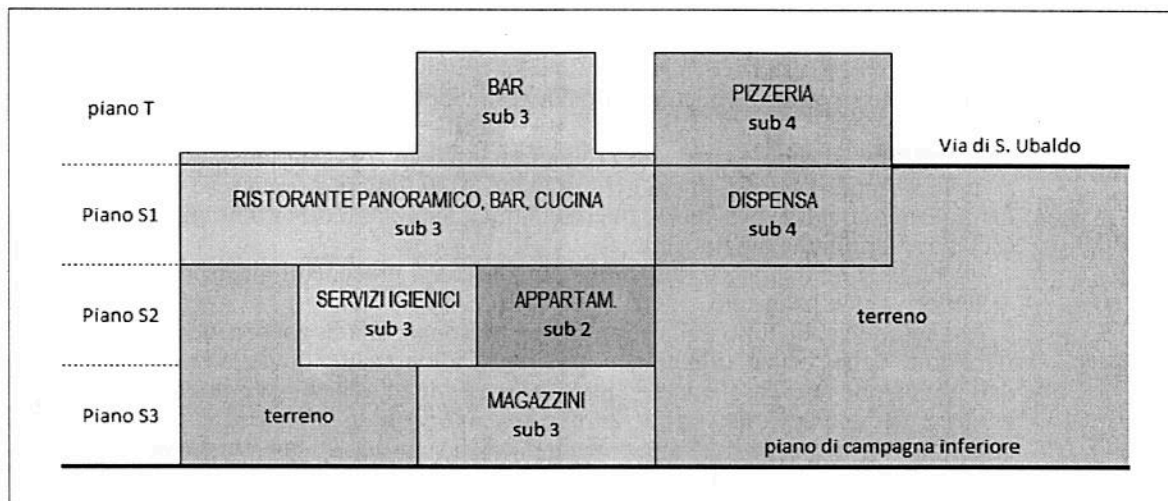 piano T
BAR
sub 3
PIZZERIA
sub 4
Via di S. Ubaldo
Piano S1
RISTORANTE PANORAMICO, BAR, CUCINA
sub 3
DISPENSA
sub 4
Piano S2
SERVIZI IGIENICI
sub 3
APPARTAM.
sub 2
terreno
Piano S3
terreno
MAGAZZINI
sub 3
piano di campagna inferiore